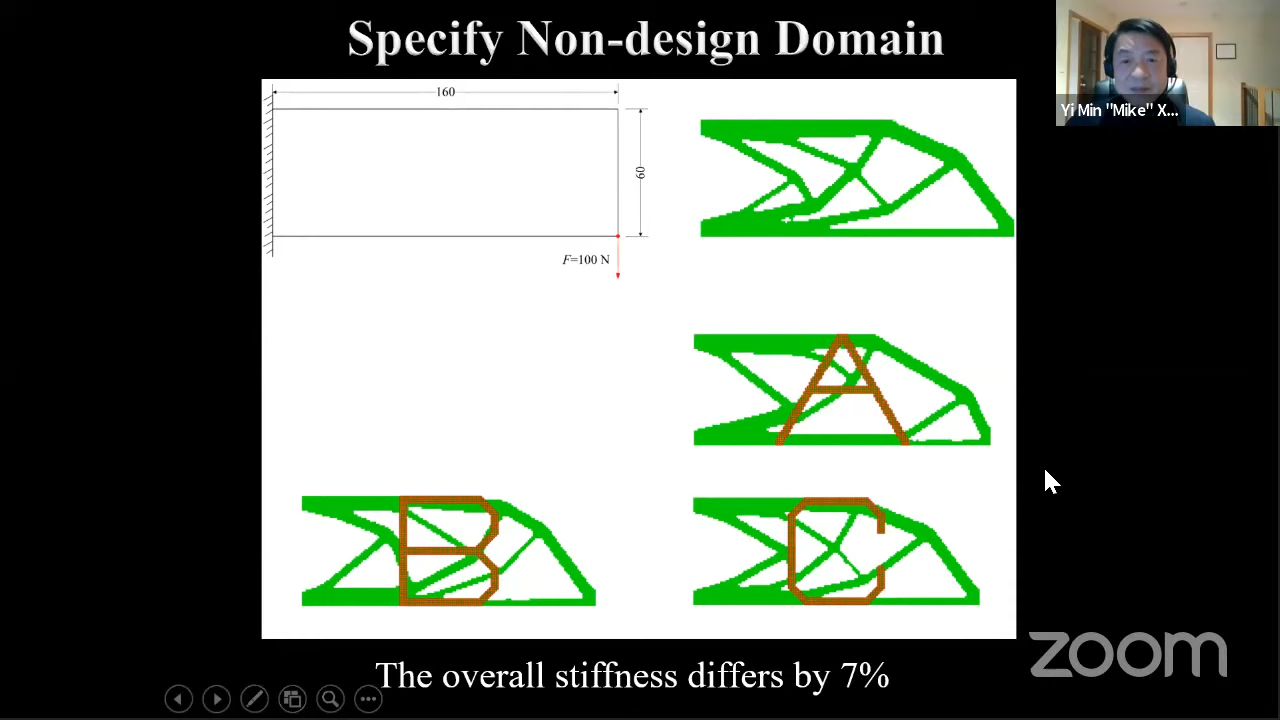 Specify Non-design Domain
Yi Min "Mike" X...
160
60
F=100 N
A
B
C
zoom
The overall stiffness differs by 7%